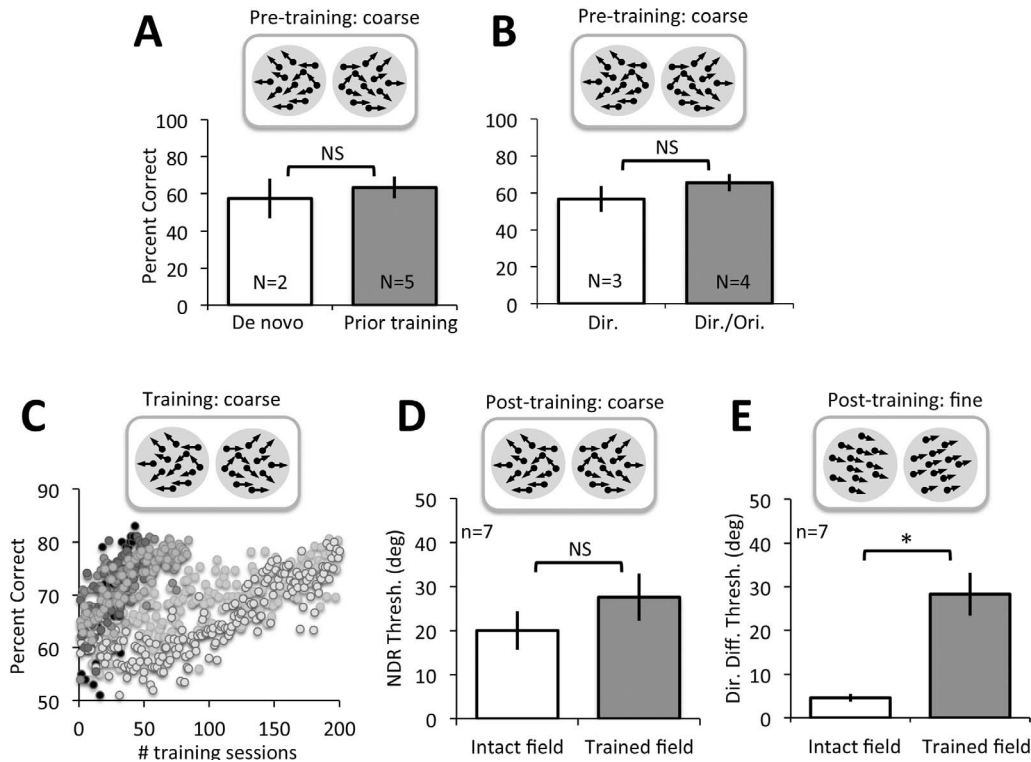 A
Pre-training: coarse
Percent Correct
100
80
60
40
20
0
NS
N=2
N=5
De novo
Prior training
B
Pre-training: coarse
100
80
60
40
20
0
NS
N=3
N=4
Dir.
Dir./Ori.
C
Training: coarse
Percent Correct
90
80
70
60
50
0
50
100
150
200
# training sessions
D
Post-training: coarse
NDR Thresh. (deg)
50
40
30
20
10
0
n=7
NS
Intact field
Trained field
E
Post-training: fine
Dir. Diff. Thresh. (deg)
50
40
30
20
10
0
n=7
*
Intact field
Trained field